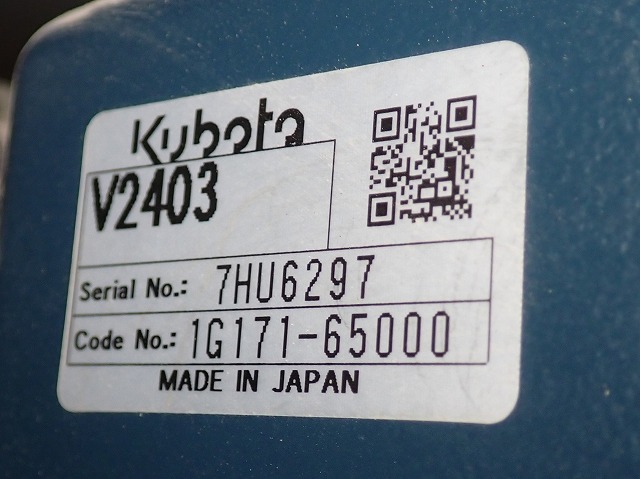 Kubota
V2403
Serial No.: 7HU6297
Code No.: 1G171-65000
MADE IN JAPAN